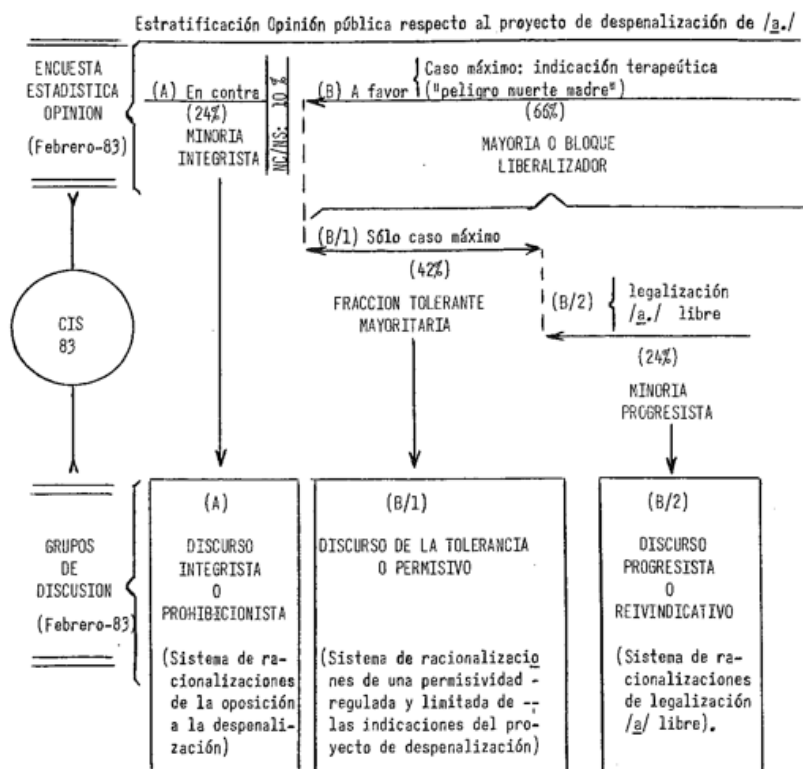 Estratificación Opinión pública respecto al proyecto de despenalización de /a./
ENCUESTA
ESTADISTICA
OPINION
(Febrero-83)
(A) En contra
(24%)
MINORIA
INTEGRISTA
NC/NS: 10 %
(B) A favor
Caso máximo: indicación terapeútica
("peligro muerte madre")
(66%)
MAYORIA O BLOQUE
LIBERALIZADOR
(B/1) Sólo caso máximo
(42%)
FRACCION TOLERANTE
MAYORITARIA
(B/2)
legalización
/a./ libre
(24%)
MINORIA
PROGRESISTA
CIS
83
GRUPOS
DE
DISCUSION
(Febrero-83)
(A)
DISCURSO
INTEGRISTA
O
PROHIBICIONISTA
(Sistema de ra-
cionalizaciones
de la oposición
a la despenali-
zación)
(B/1)
DISCURSO DE LA TOLERANCIA
O PERMISIVO
(Sistema de racionalizacio
nes de una permisividad -
regulada y limitada de --
las indicaciones del pro-
yecto de despenalización)
(B/2)
DISCURSO
PROGRESISTA
O
REIVINDICATIVO
(Sistema de ra-
cionalizaciones
de legalización
/a/ libre).